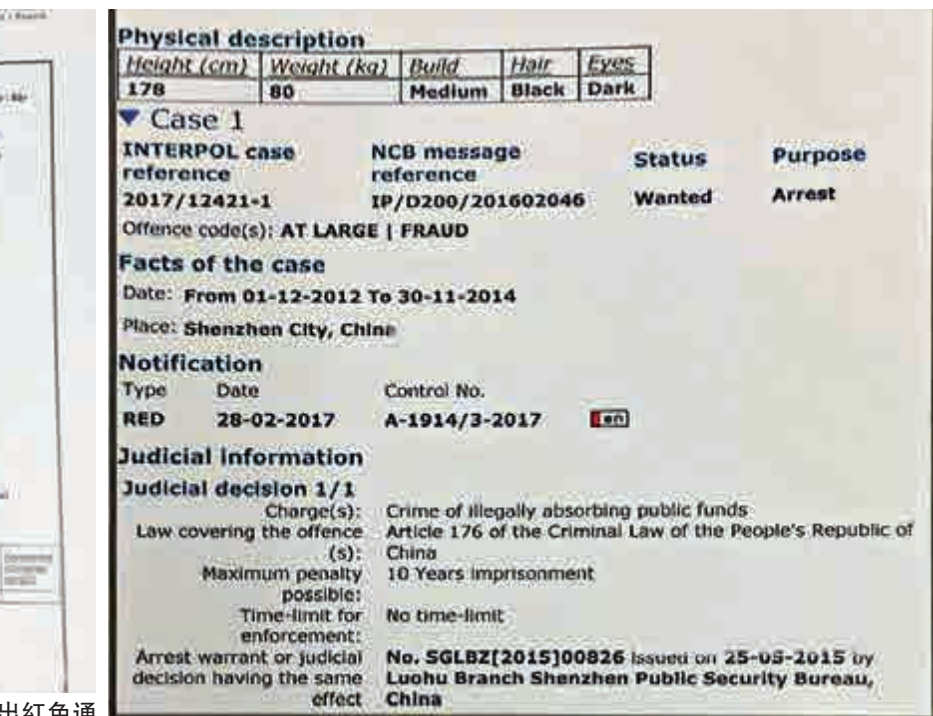 Physical description
Height (cm) Weight (kg) Build Hair Eyes
178 80 Medium Black Dark
▼ Case 1
INTERPOL case reference NCB message reference Status Purpose
2017/12421-1 IP/D200/201602046 Wanted Arrest
Offence code(s): AT LARGE | FRAUD
Facts of the case
Date: From 01-12-2012 To 30-11-2014
Place: Shenzhen City, China
Notification
Type Date Control No.
RED 28-02-2017 A-1914/3-2017 en
Judicial information
Judicial decision 1/1
Charge(s): Crime of illegally absorbing public funds
Law covering the offence Article 176 of the Criminal Law of the People's Republic of
(s): China
Maximum penalty 10 Years imprisonment
possible:
Time-limit for No time-limit
enforcement:
Arrest warrant or judicial No. SGLBZ[2015]00826 issued on 25-05-2015 by
decision having the same Luohu Branch Shenzhen Public Security Bureau,
effect China
出紅色通